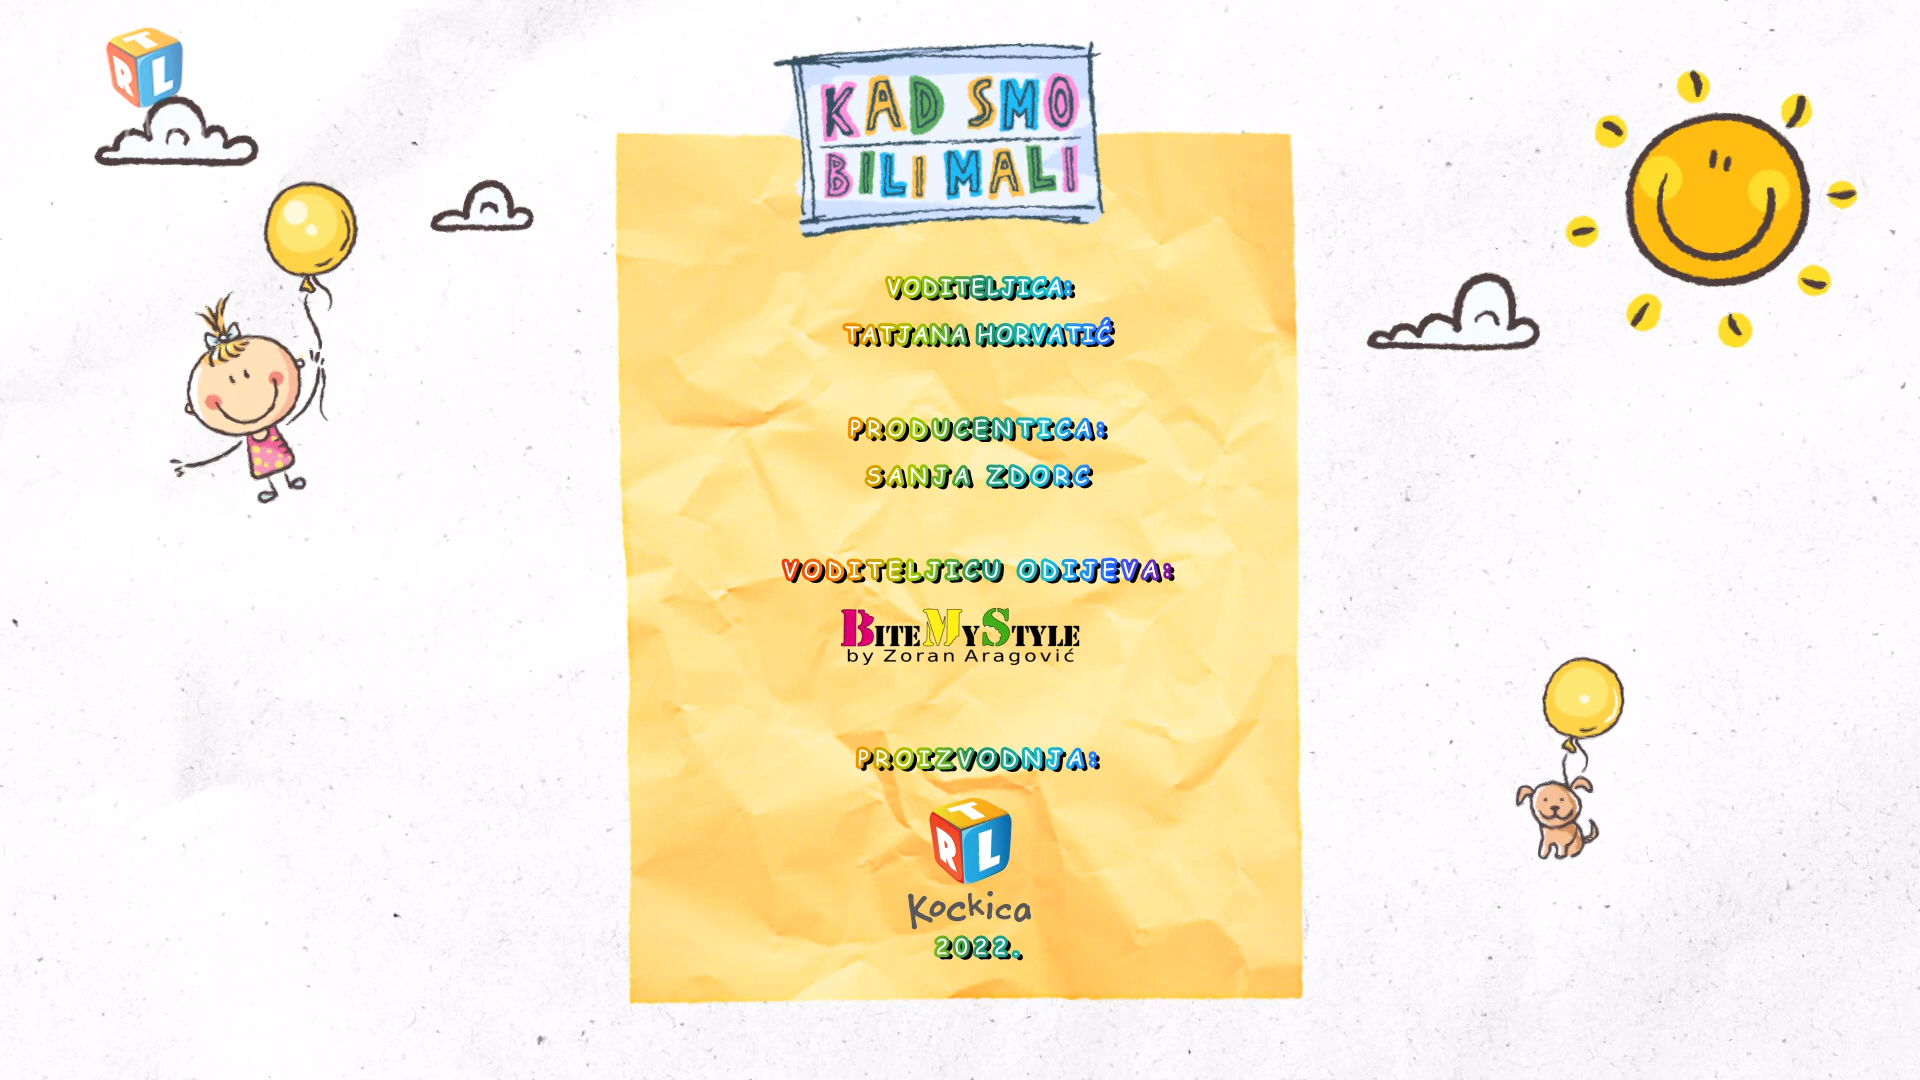 T
R L
KAD SMO
BILI MALI
VODITELJICA:
TATJANA HORVATIĆ
PRODUCENTICA:
SANJA ZDORC
VODITELJICU ODIJEVA:
BITEMYSTYLE
by Zoran Aragović
PROIZVODNJA:
T
R L
Kockica
2022.